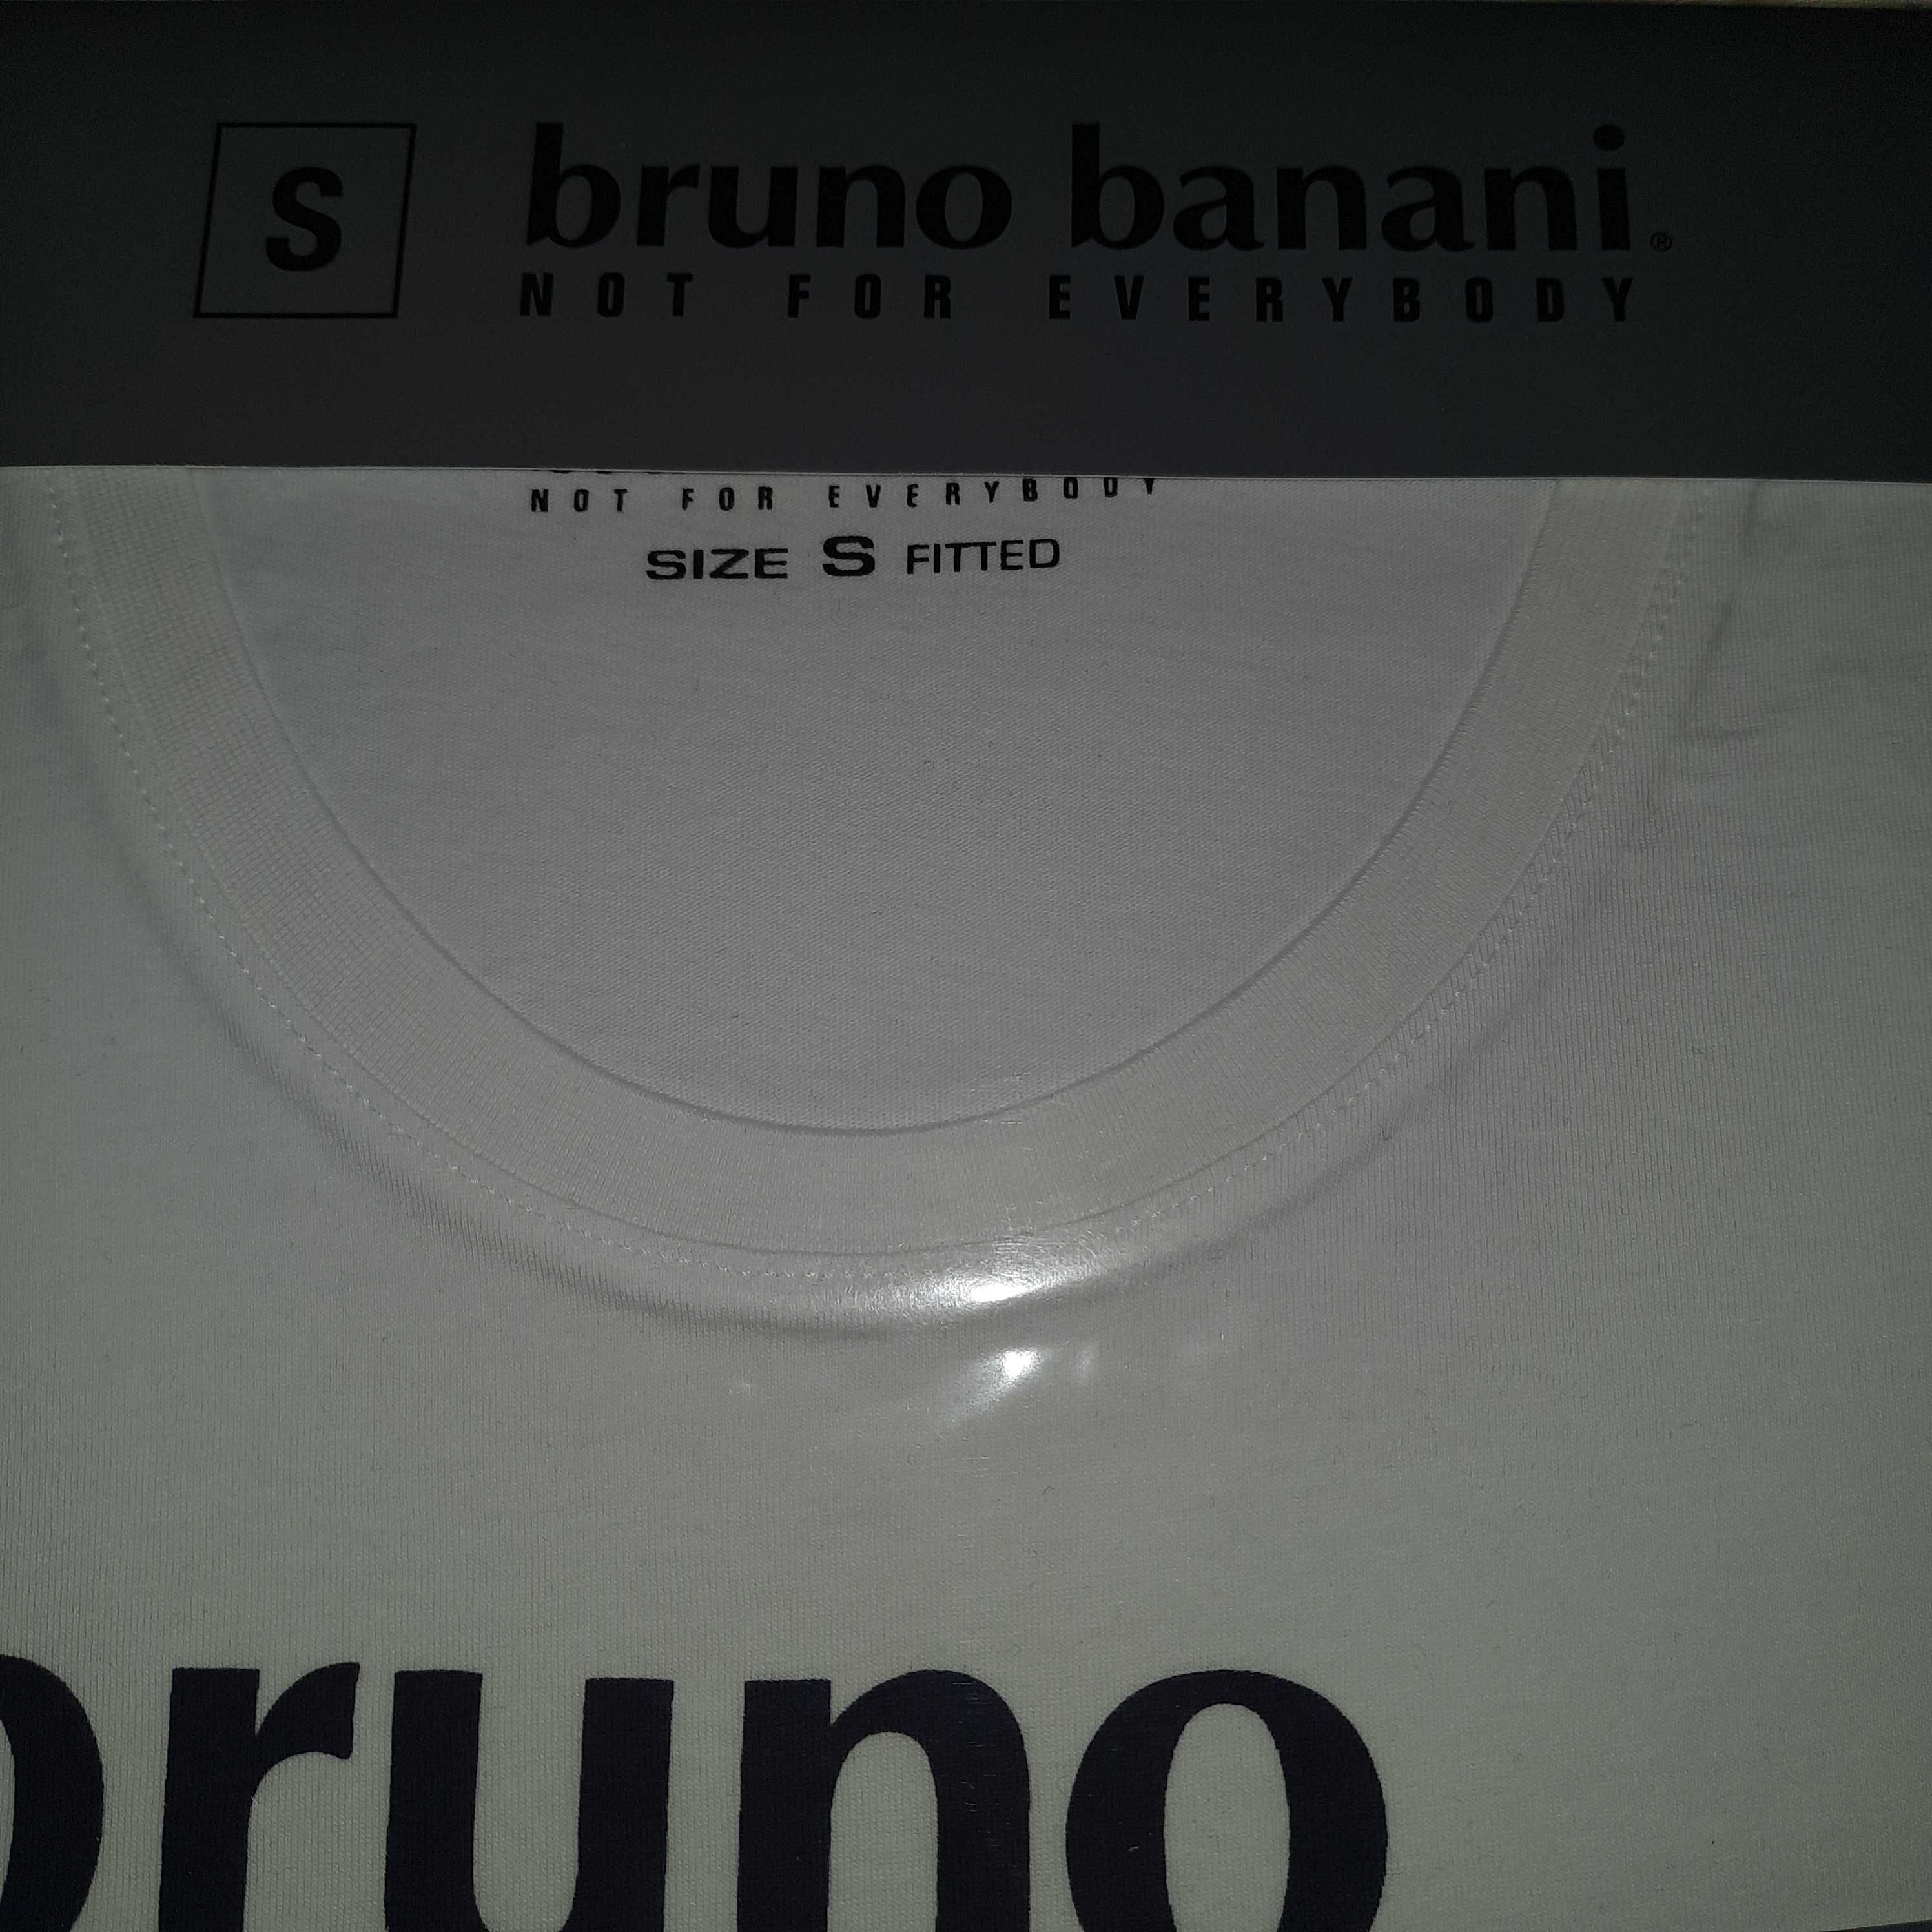 S bruno banani®
NOT FOR EVERYBODY
NOT FOR EVERYBODY
SIZE S FITTED
bruno